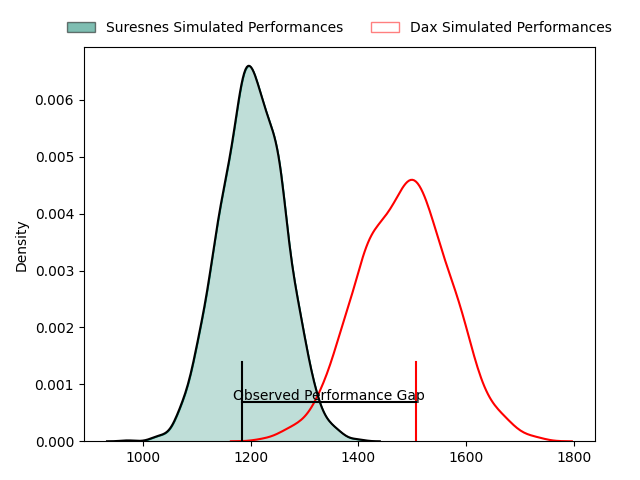 Suresnes Simulated Performances
Dax Simulated Performances
Density
0.006
0.005
0.004
0.003
0.002
0.001
0.000
Observed Performance Gap
1000 1200 1400 1600 1800